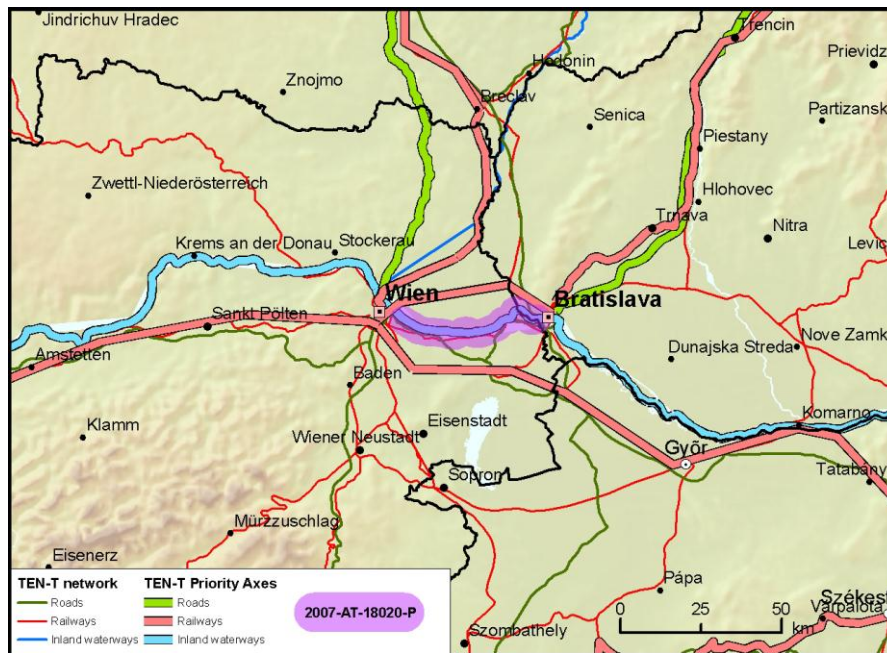 Jindrichuv Hradec
Trencin
Hodonin
Prievidz
Znojmo
Breclav
Senica
Partizansk
Piestany
Zwettl-Niederösterreich
Hlohovec
Trnava
Nitra
Krems an der Donau
Stockerau
Levic
Wien
Bratislava
Sankt Pölten
Dunajska Streda
Nove Zamk
Amstetten
Baden
Klamm
Eisenstadt
Komarno
Wiener Neustadt
Győr
Sopron
Tatabány
Mürzzuschlag
Eisenerz
Pápa
Székest
Várpalota
Szombathely
TEN-T network
TEN-T Priority Axes
Roads
Roads
Railways
Railways
Inland waterways
Inland waterways
2007-AT-18020-P
0 25 50
km